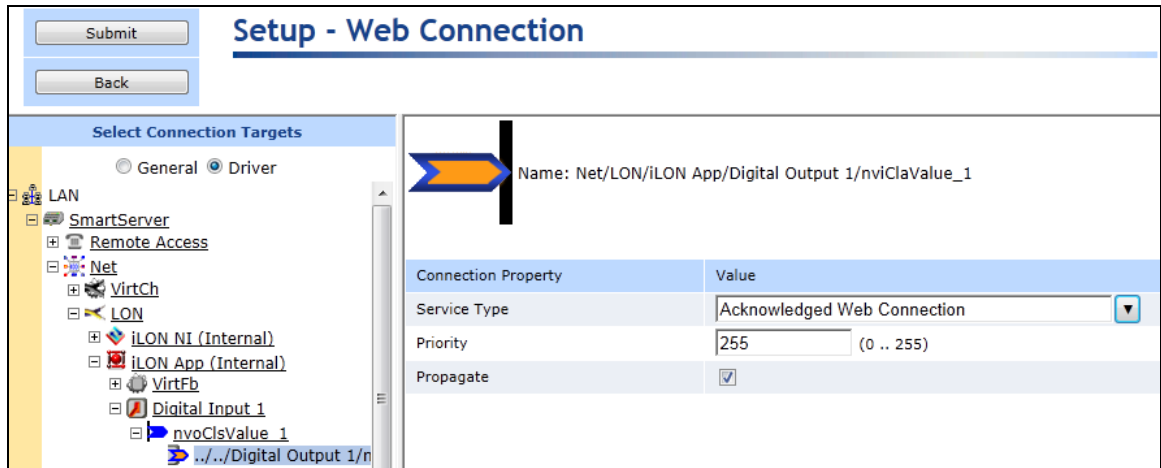 Submit
Setup - Web Connection
Back
Select Connection Targets
General Driver
LAN
SmartServer
Remote Access
Net
VirtCh
LON
iLON NI (Internal)
iLON App (Internal)
VirtFb
Digital Input 1
nvoClsValue_1
../../Digital Output 1/n
Name: Net/LON/iLON App/Digital Output 1/nviClaValue_1
Connection Property Value
Service Type Acknowledged Web Connection
Priority 255 (0 .. 255)
Propagate